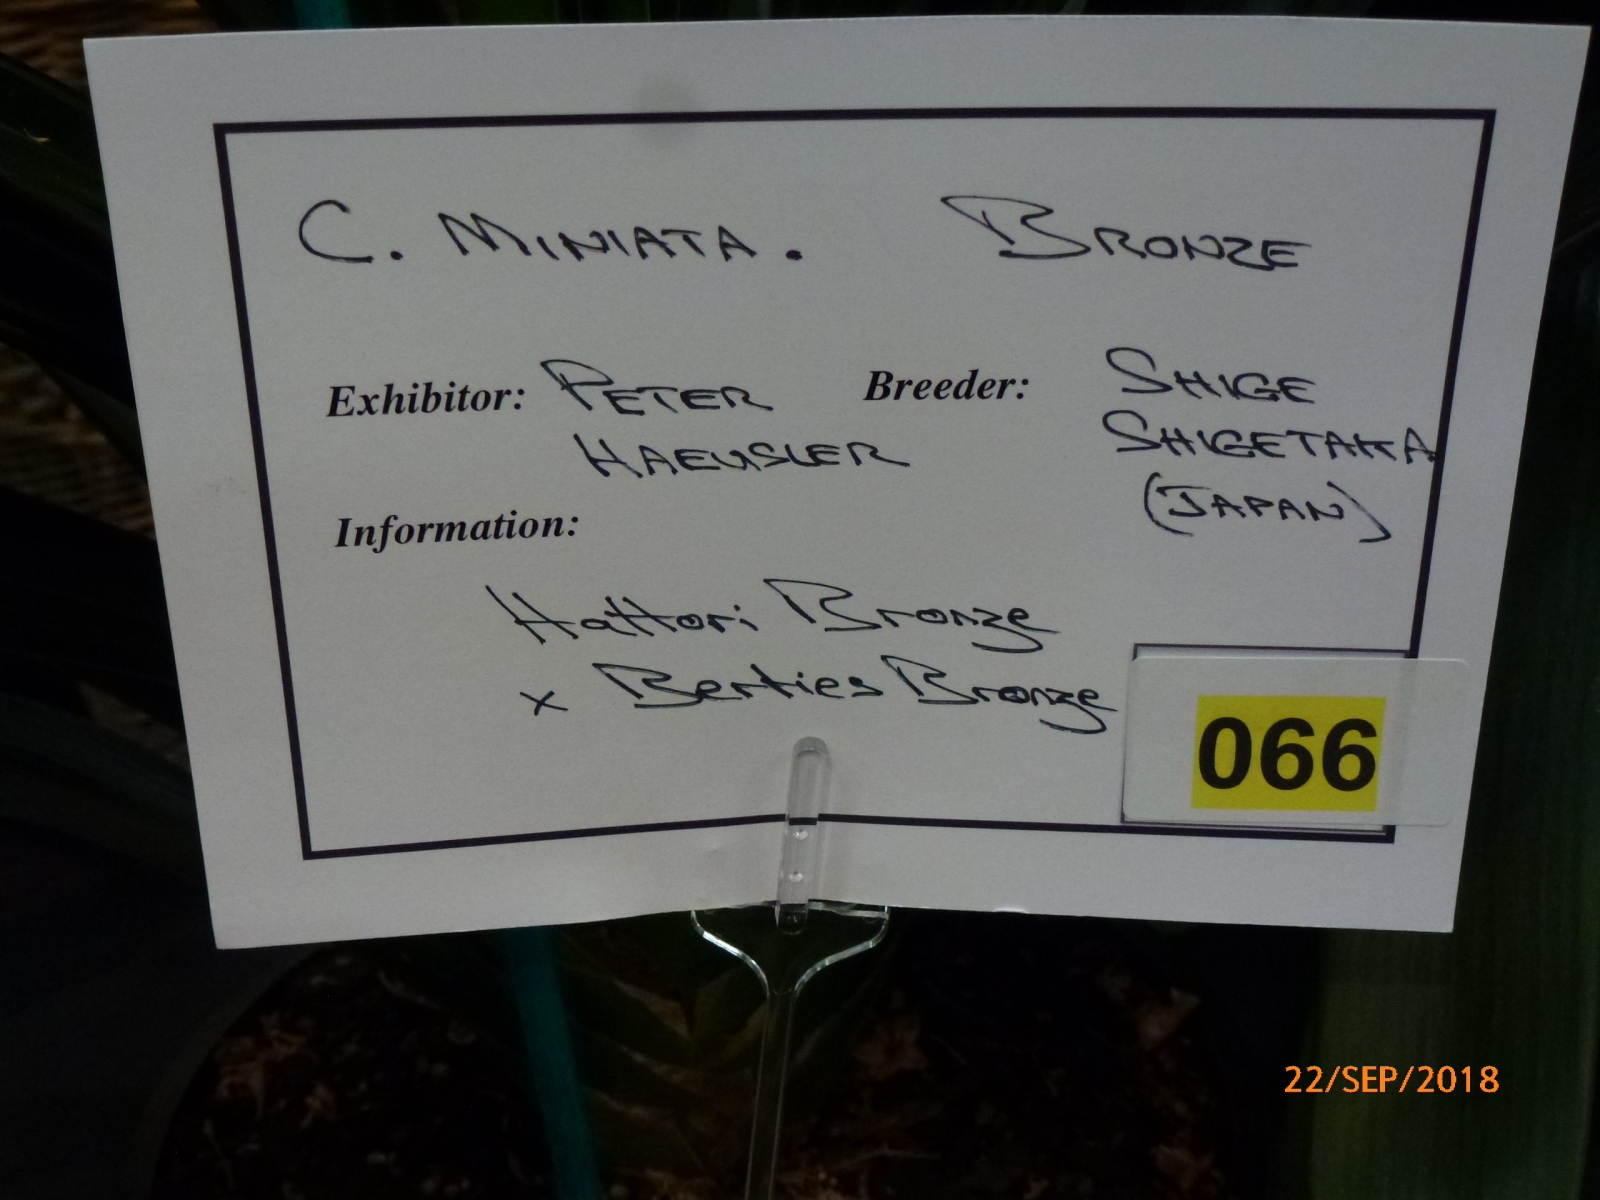 C. MINIATA. BRONZE
Exhibitor: PETER HAEUSLER
Breeder: SHIGE SHIGETAKA (JAPAN)
Information:
Hattori Bronze
x Berties Bronze
066
22/SEP/2018